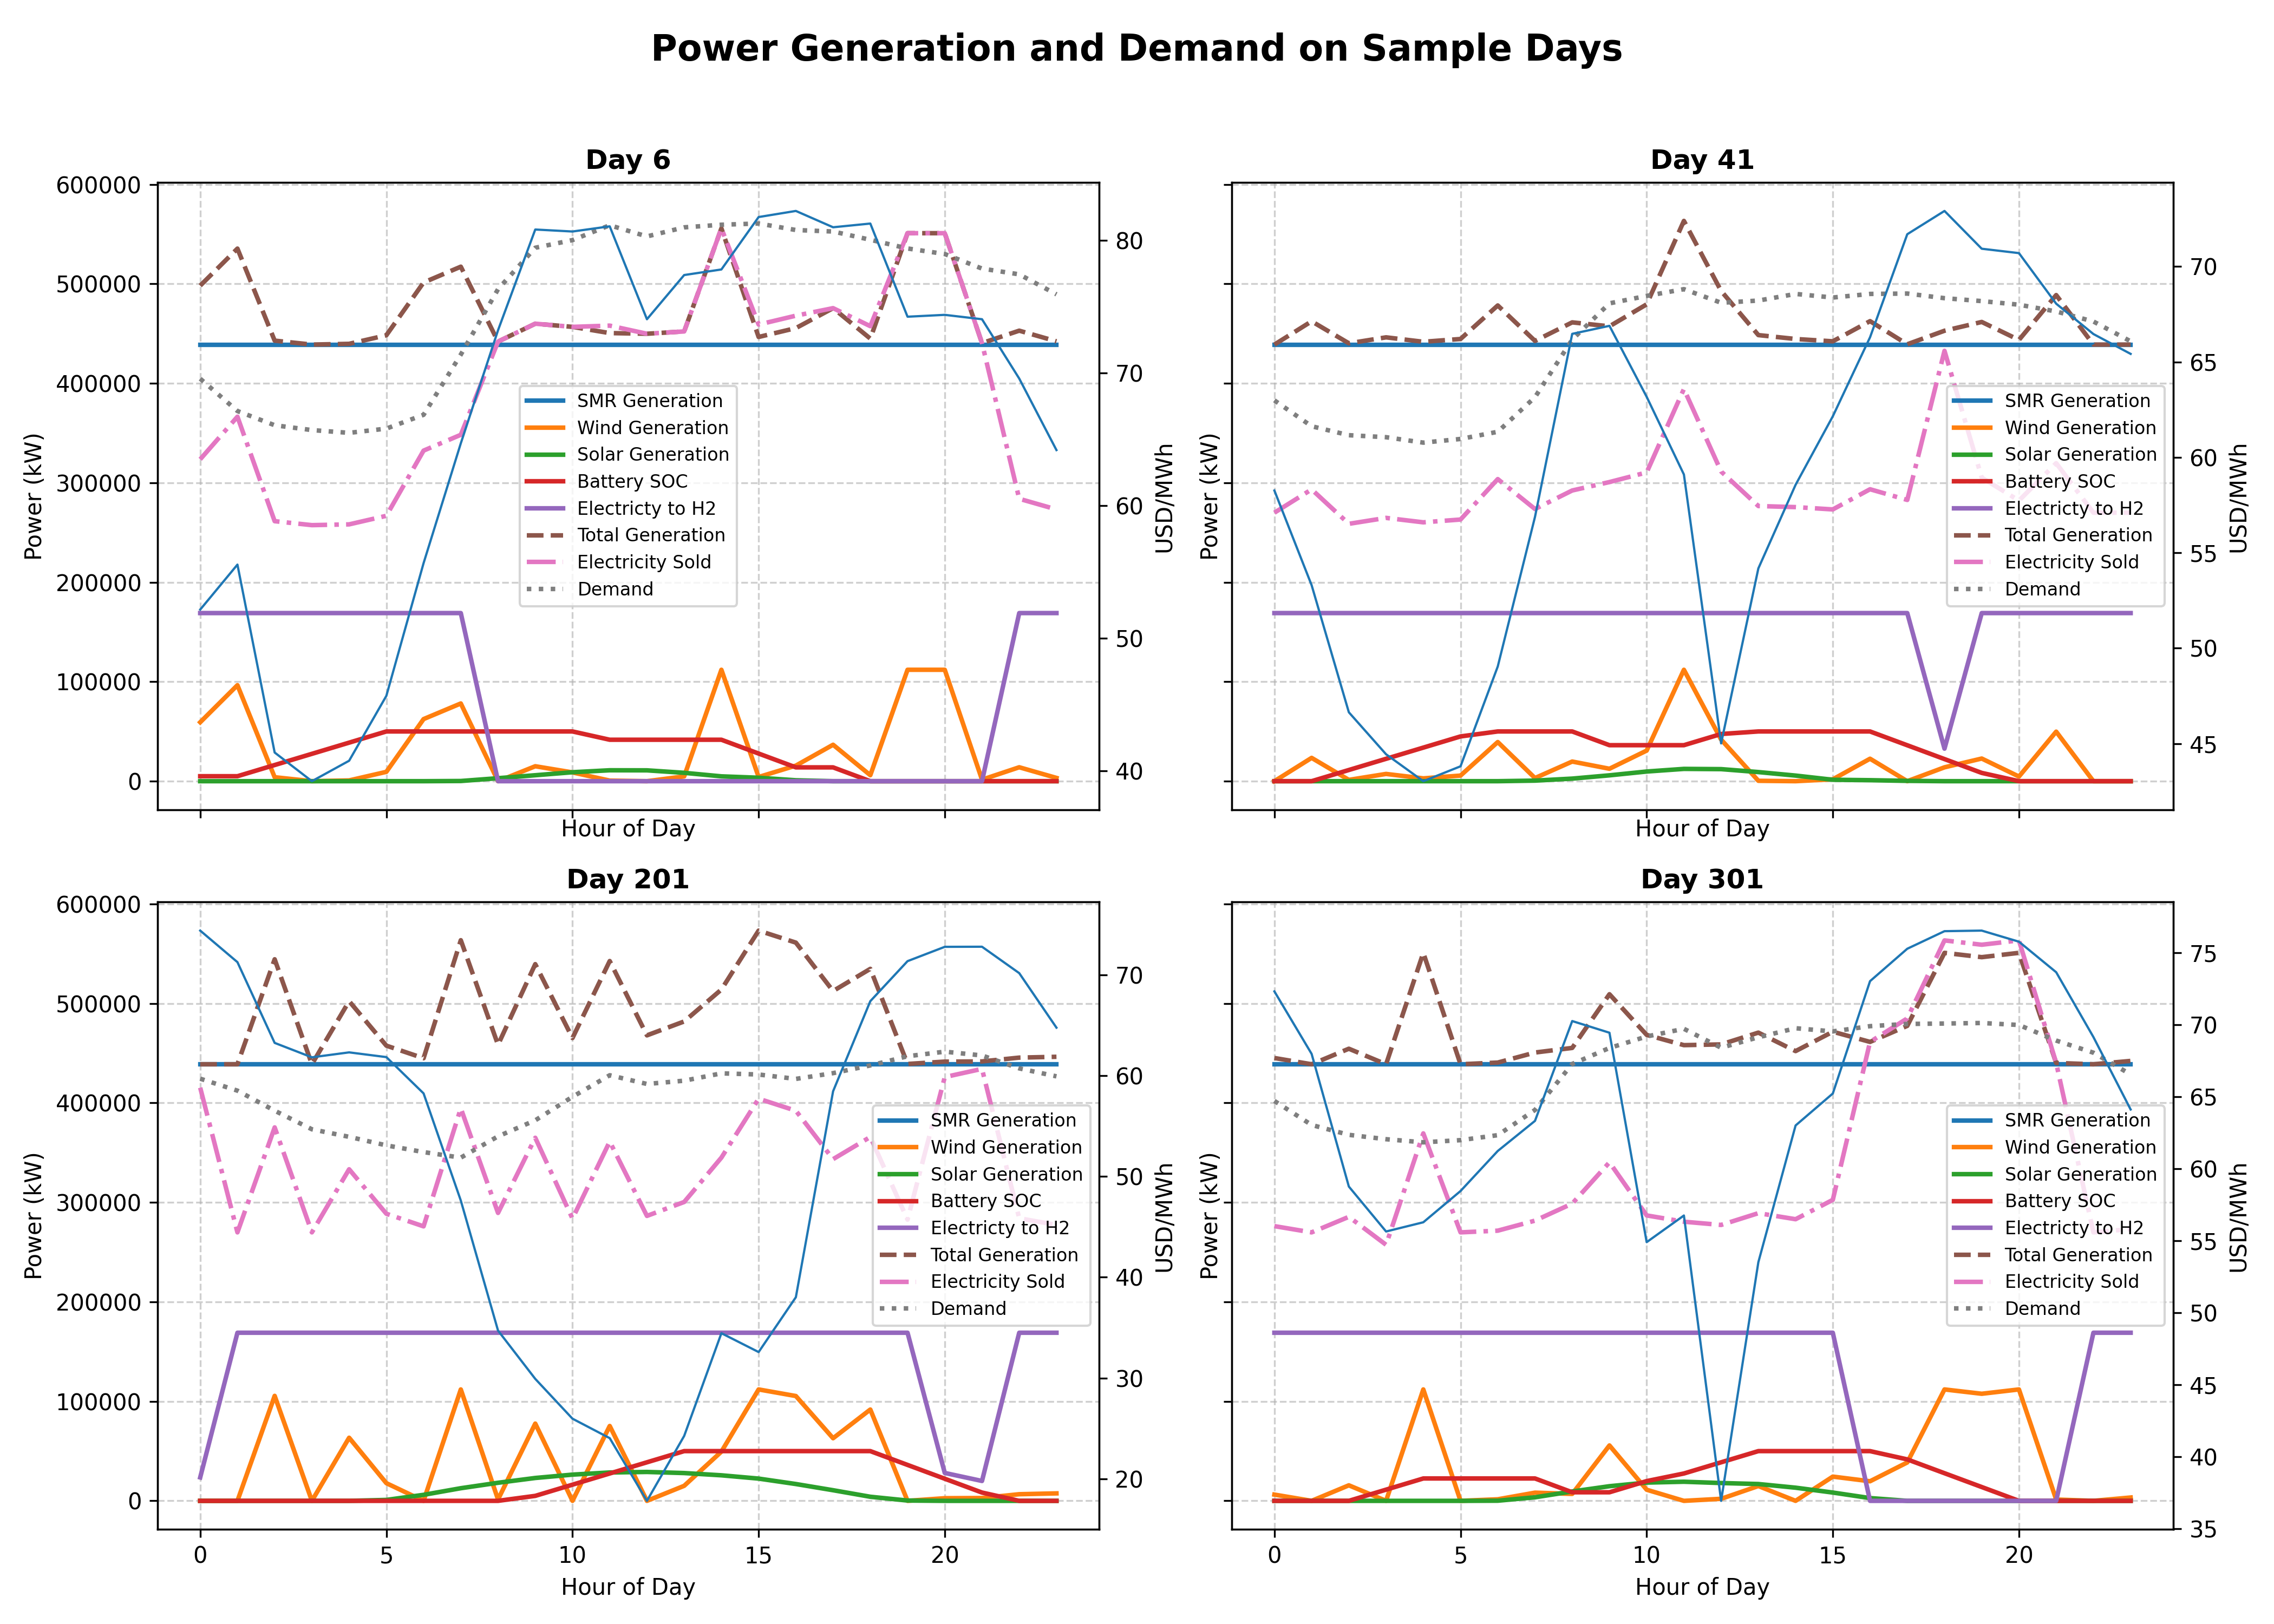 Power Generation and Demand on Sample Days
Day 6
600000
500000
400000
300000
200000
100000
0
Power (kW)
80
70
60
50
40
USD/MWh
SMR Generation
Wind Generation
Solar Generation
Battery SOC
Electricty to H2
Total Generation
Electricity Sold
Demand
Hour of Day
Day 41
Power (kW)
70
65
60
55
50
45
USD/MWh
SMR Generation
Wind Generation
Solar Generation
Battery SOC
Electricty to H2
Total Generation
Electricity Sold
Demand
Hour of Day
Day 201
600000
500000
400000
300000
200000
100000
0
Power (kW)
70
60
50
40
30
20
USD/MWh
SMR Generation
Wind Generation
Solar Generation
Battery SOC
Electricty to H2
Total Generation
Electricity Sold
Demand
0 5 10 15 20
Hour of Day
Day 301
Power (kW)
75
70
65
60
55
50
45
40
35
USD/MWh
SMR Generation
Wind Generation
Solar Generation
Battery SOC
Electricty to H2
Total Generation
Electricity Sold
Demand
0 5 10 15 20
Hour of Day